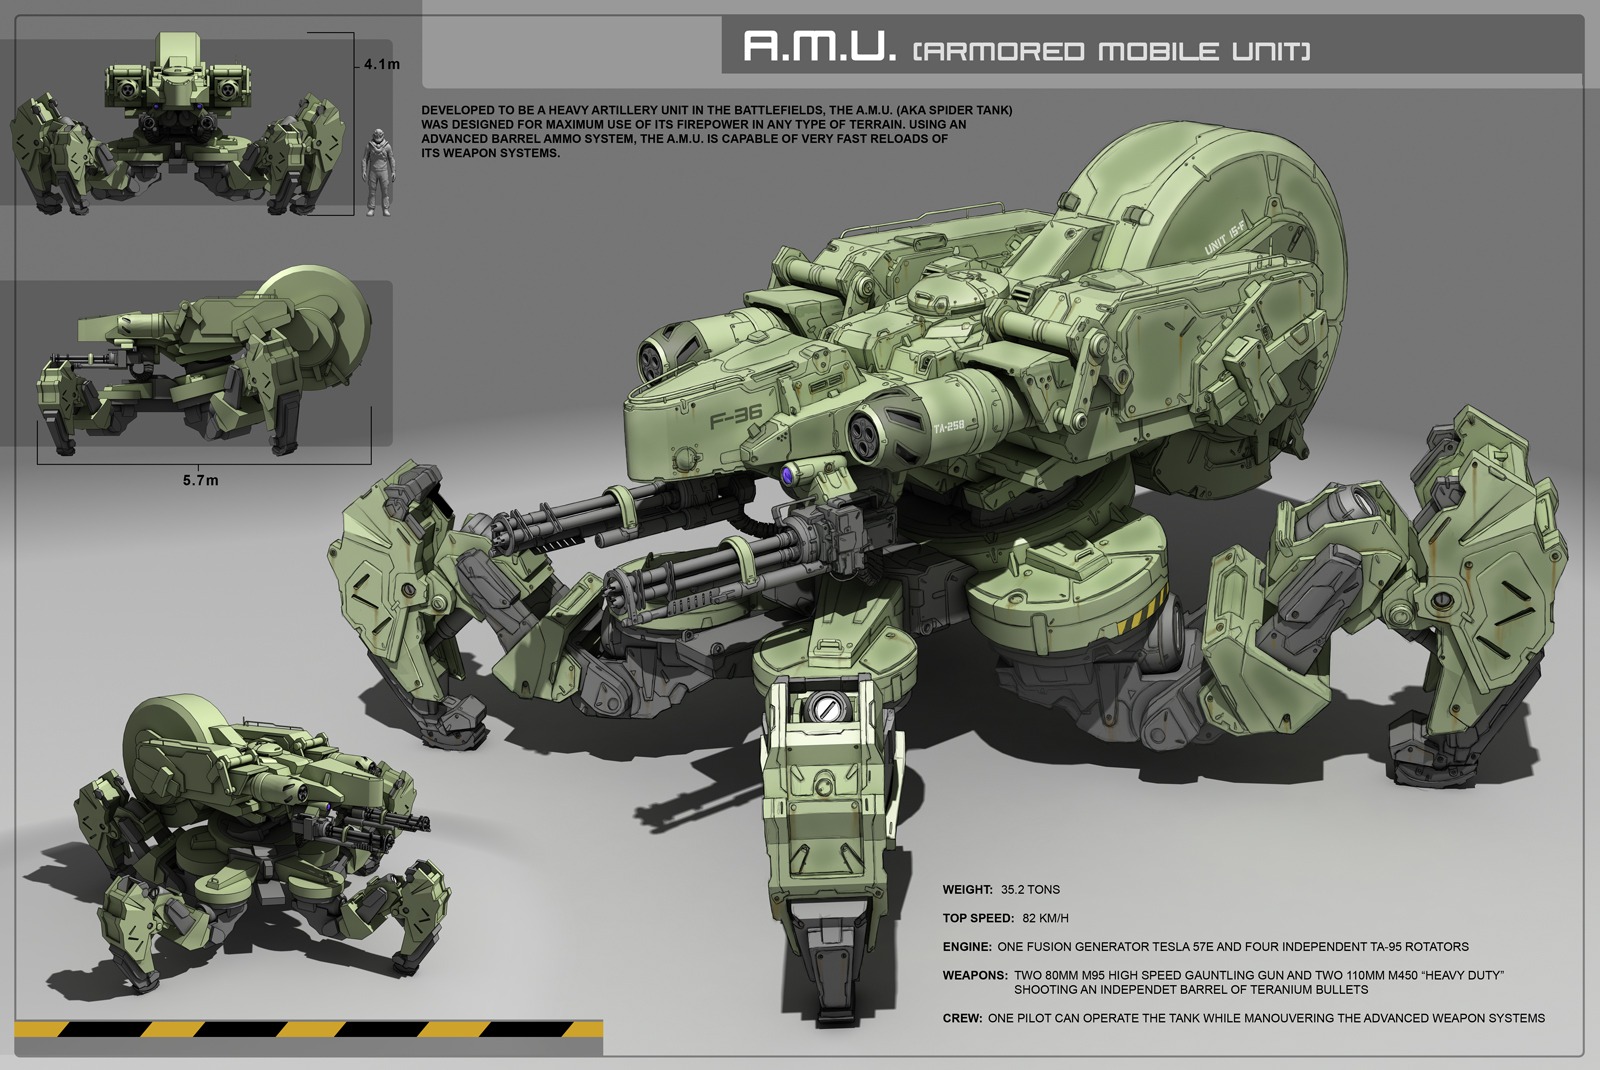 A.M.U. [ARMORED MOBILE UNIT]
4.1m
DEVELOPED TO BE A HEAVY ARTILLERY UNIT IN THE BATTLEFIELDS, THE A.M.U. (AKA SPIDER TANK)
WAS DESIGNED FOR MAXIMUM USE OF ITS FIREPOWER IN ANY TYPE OF TERRAIN. USING AN
ADVANCED BARREL AMMO SYSTEM, THE A.M.U. IS CAPABLE OF VERY FAST RELOADS OF
ITS WEAPON SYSTEMS.
UNIT 15-F
F-36
TA-258
5.7m
WEIGHT: 35.2 TONS
TOP SPEED: 82 KM/H
ENGINE: ONE FUSION GENERATOR TESLA 57E AND FOUR INDEPENDENT TA-95 ROTATORS
WEAPONS: TWO 80MM M95 HIGH SPEED GAUNTLING GUN AND TWO 110MM M450 “HEAVY DUTY”
SHOOTING AN INDEPENDET BARREL OF TERANIUM BULLETS
CREW: ONE PILOT CAN OPERATE THE TANK WHILE MANOUVERING THE ADVANCED WEAPON SYSTEMS